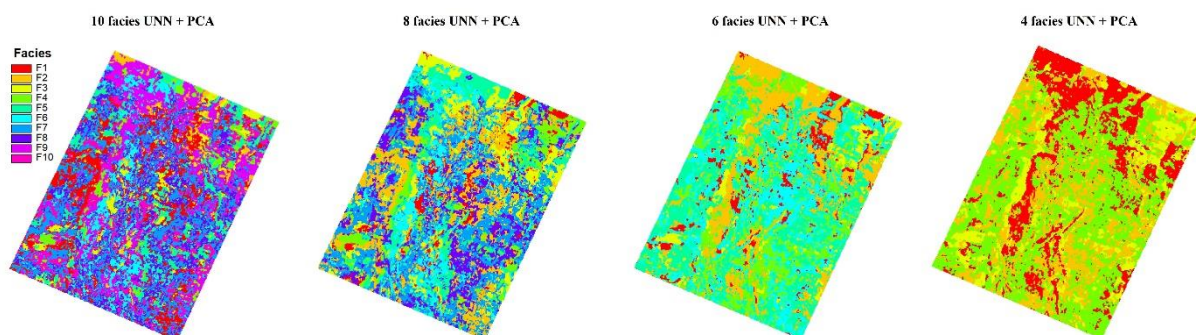 10 facies UNN + PCA
8 facies UNN + PCA
6 facies UNN + PCA
4 facies UNN + PCA
Facies
F1
F2
F3
F4
F5
F6
F7
F8
F9
F10